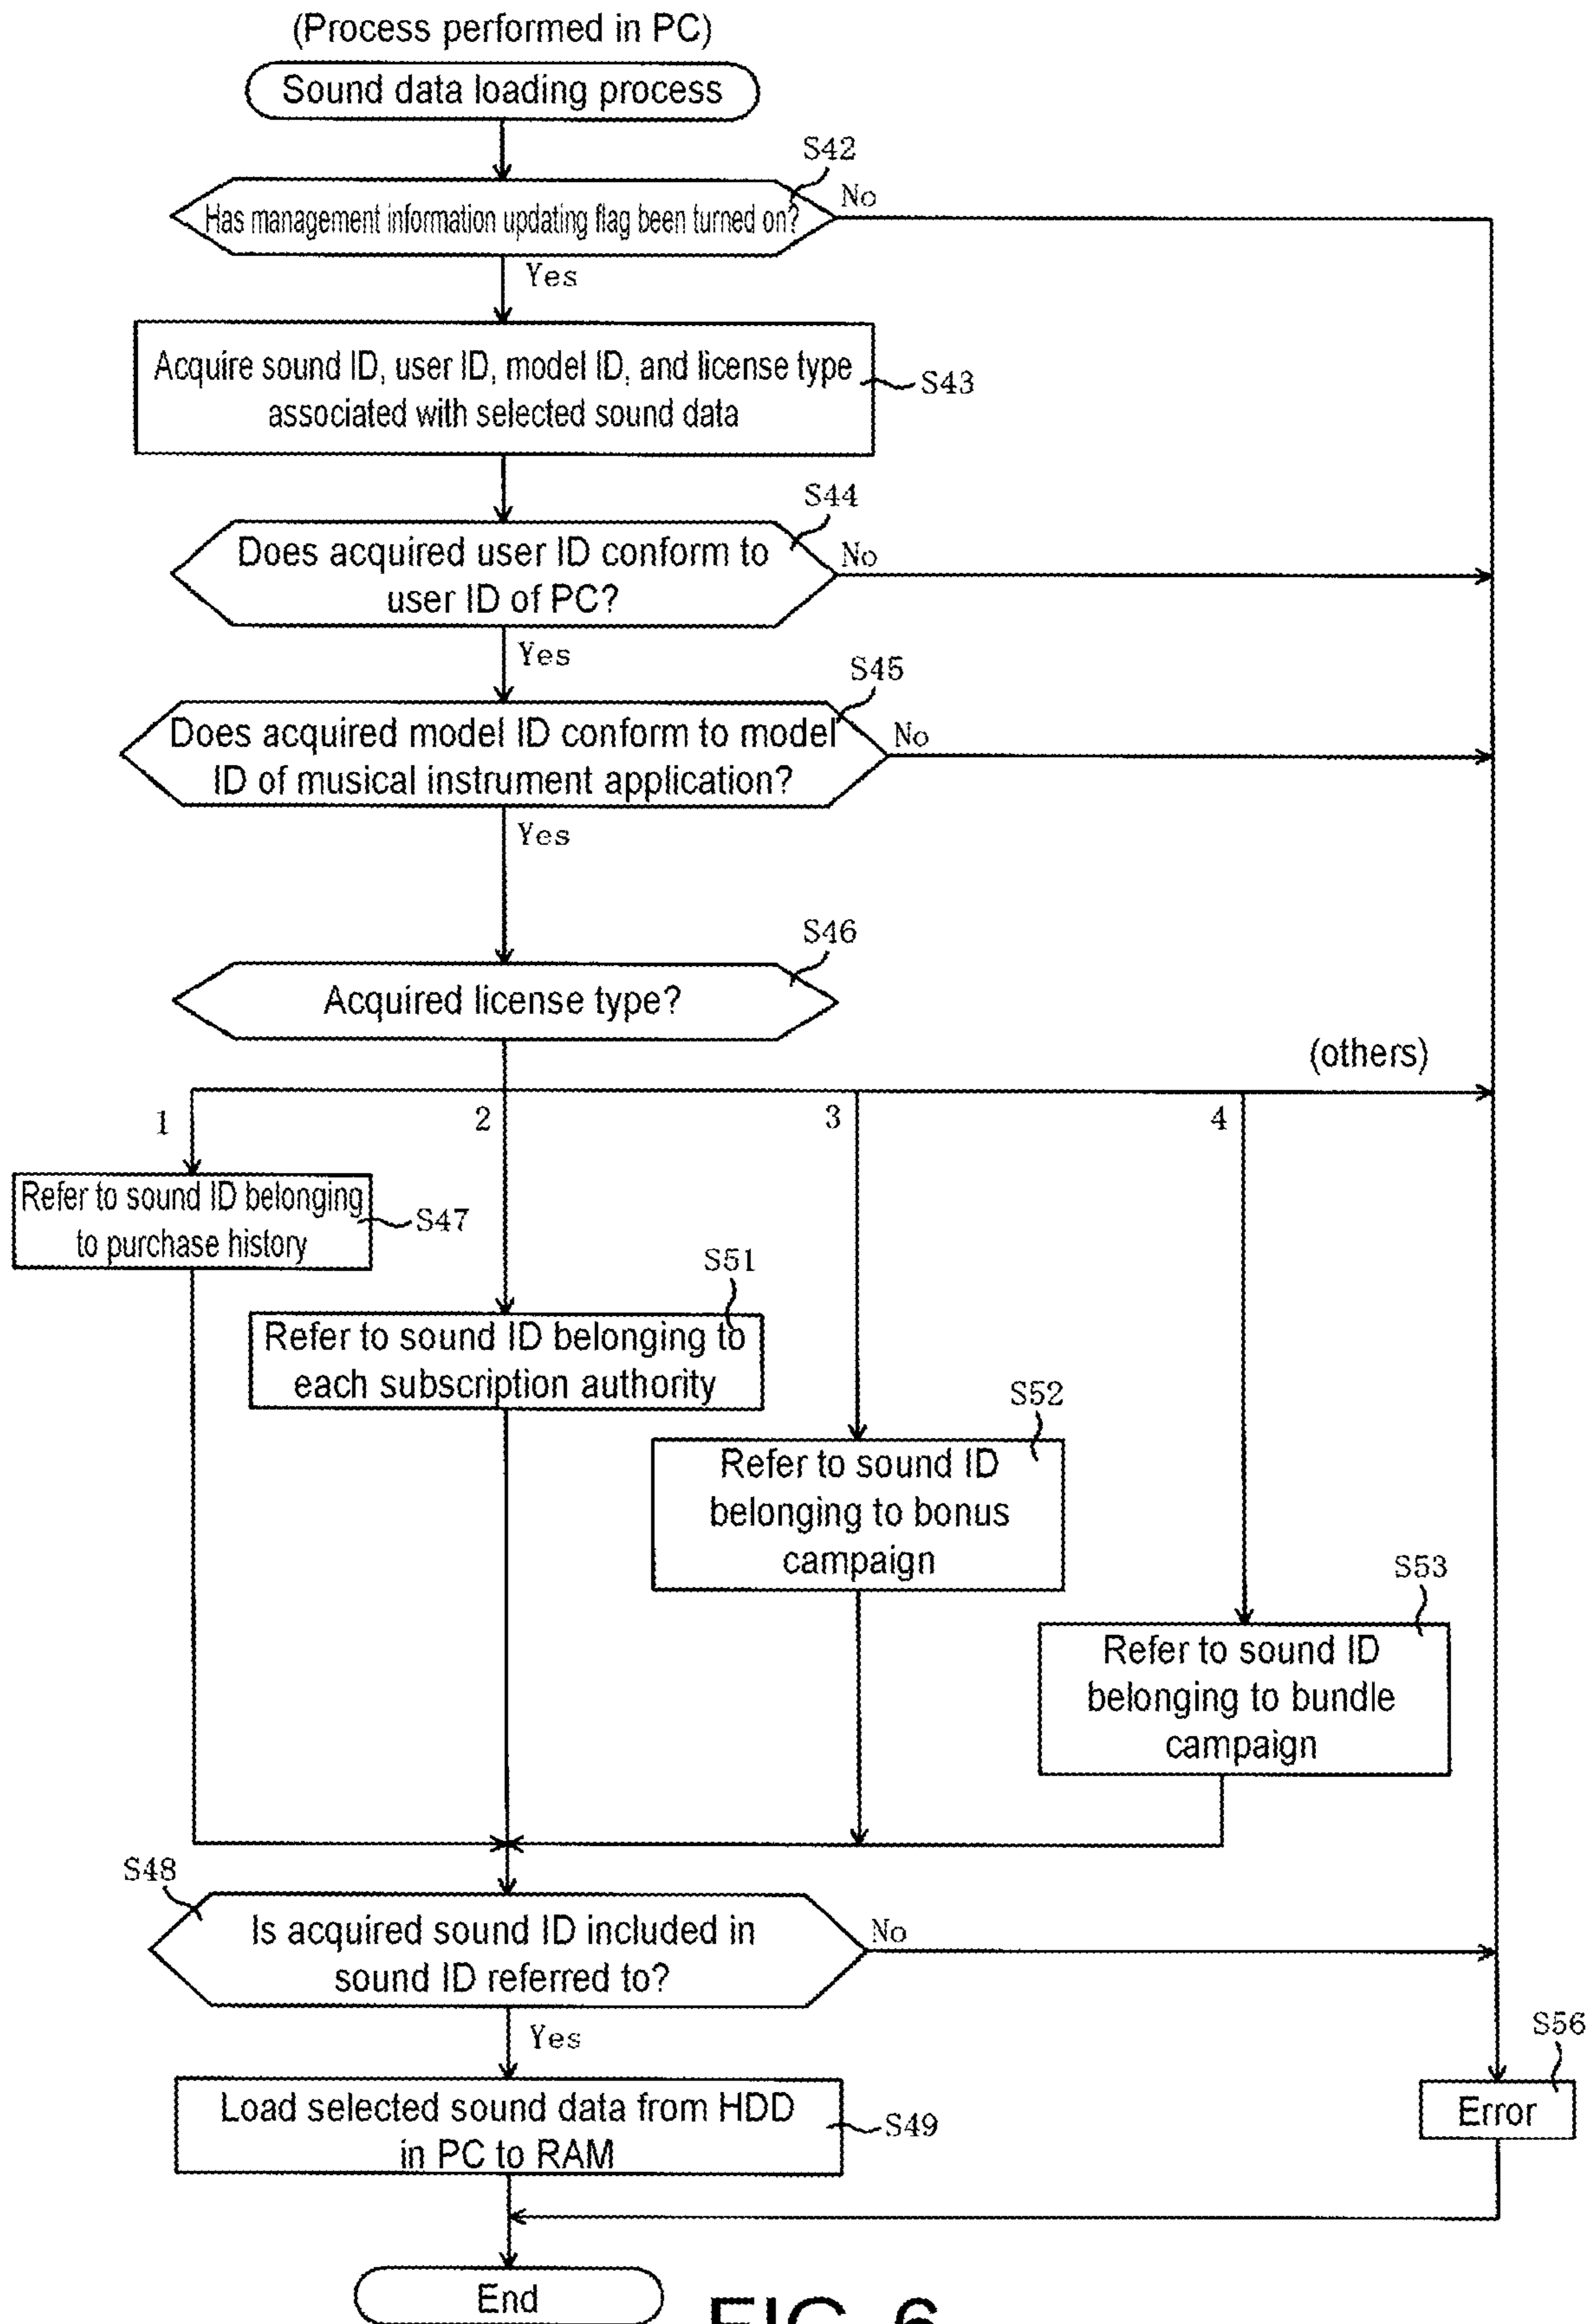 (Process performed in PC)
Sound data loading process
S42
Has management information updating flag been turned on?
No
Yes
Acquire sound ID, user ID, model ID, and license type
associated with selected sound data
S43
S44
Does acquired user ID conform to
user ID of PC?
No
Yes
S45
Does acquired model ID conform to model
ID of musical instrument application?
No
Yes
S46
Acquired license type?
(others)
1
2
3
4
Refer to sound ID belonging
to purchase history
S47
S51
Refer to sound ID belonging to
each subscription authority
S52
Refer to sound ID
belonging to bonus
campaign
S53
Refer to sound ID
belonging to bundle
campaign
S48
Is acquired sound ID included in
sound ID referred to?
No
Yes
S56
Load selected sound data from HDD
in PC to RAM
S49
Error
End
FIG. 6